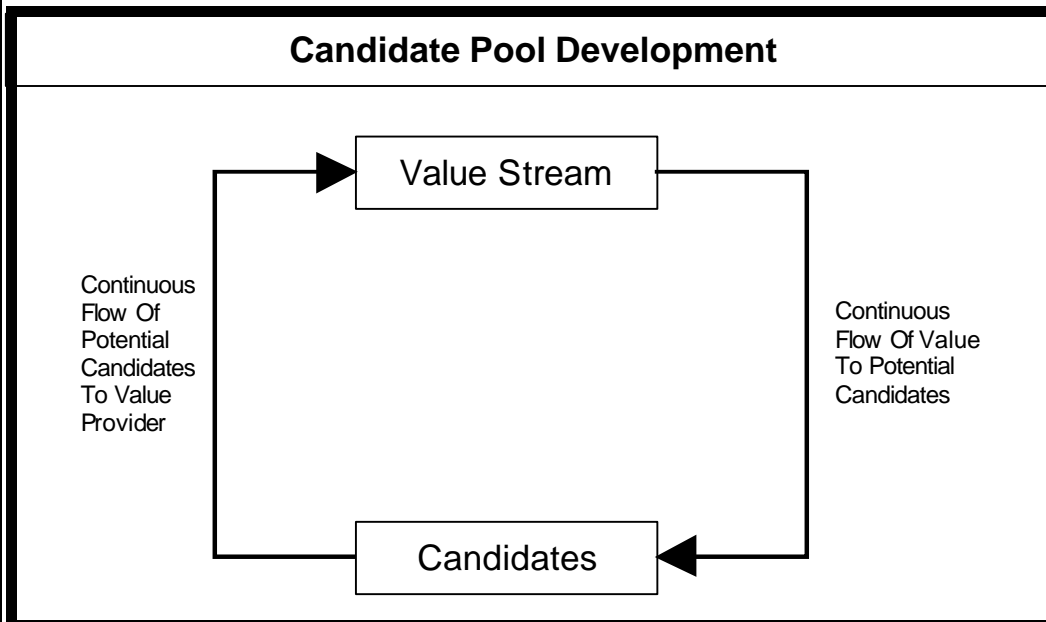 Candidate Pool Development
Value Stream
Continuous
Flow Of
Potential
Candidates
To Value
Provider
Continuous
Flow Of Value
To Potential
Candidates
Candidates